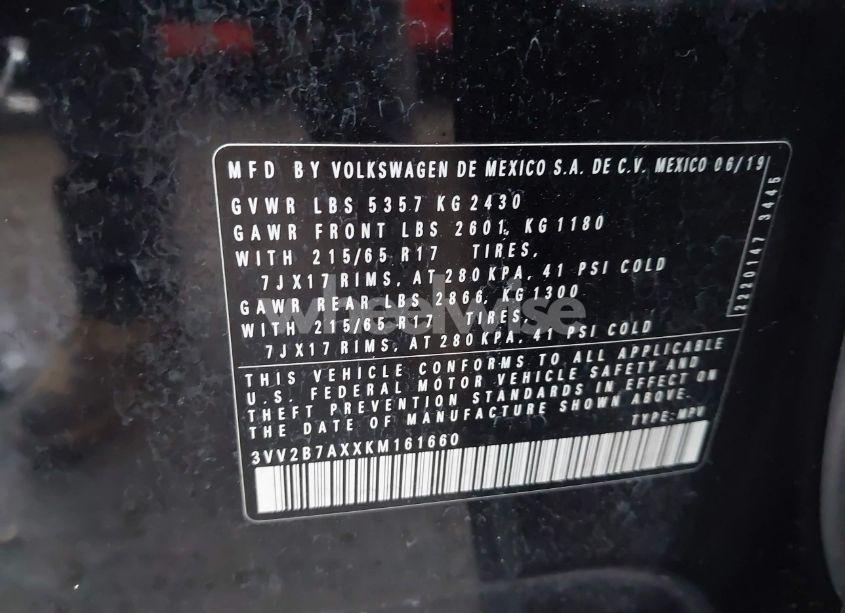 MFD BY VOLKSWAGEN DE MEXICO S.A. DE C.V. MEXICO 06/19
GVWR LBS 5357 KG 2430
GAWR FRONT LBS 2601, KG 1180
WITH 215/65 R17 TIRES,
7JX17 RIMS, AT 280 KPA, 41 PSI COLD
GAWR REAR LBS 2866, KG 1300
WITH 215/65 R17 TIRES,
7JX17 RIMS, AT 280 KPA, 41 PSI COLD
2220147 3445
THIS VEHICLE CONFORMS TO ALL APPLICABLE
U.S. FEDERAL MOTOR VEHICLE SAFETY AND
THEFT PREVENTION STANDARDS IN EFFECT ON
THE DATE OF MANUFACTURE SHOWN ABOVE.
TYPE: MPV
3VV2B7AXXKM161660
wheelwise